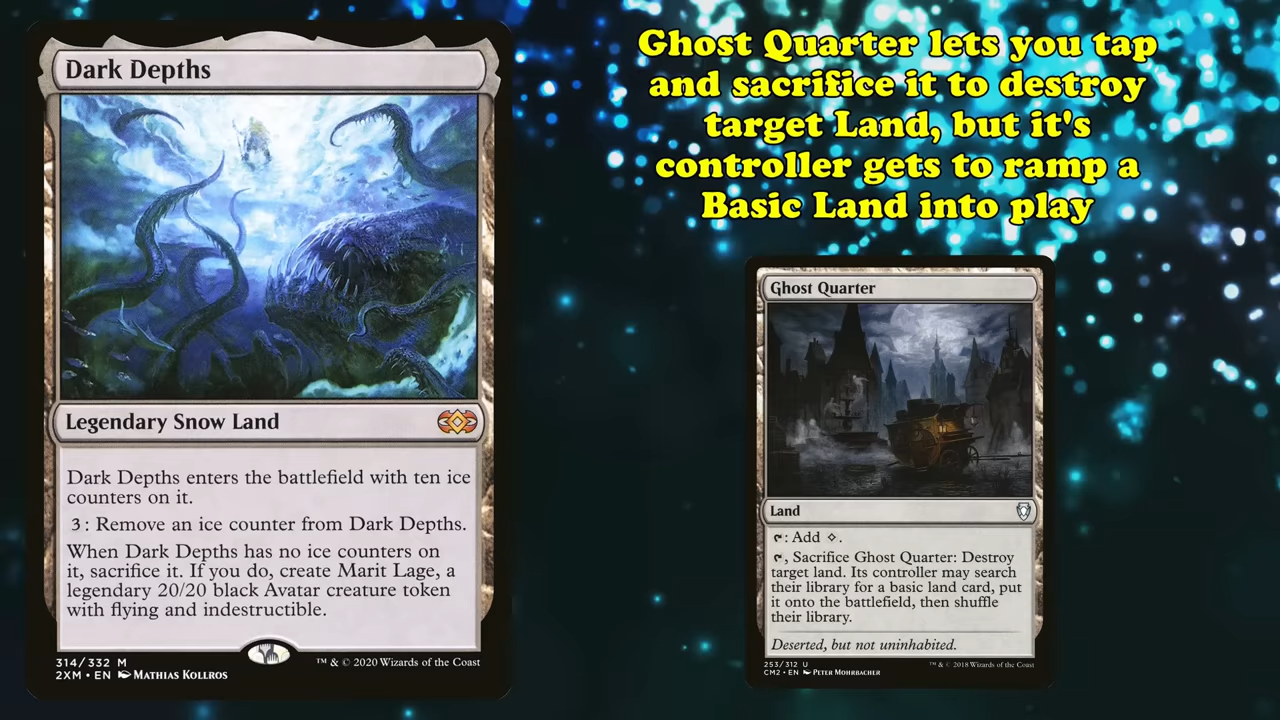 Dark Depths
Legendary Snow Land
Dark Depths enters the battlefield with ten ice
counters on it.
3: Remove an ice counter from Dark Depths.
When Dark Depths has no ice counters on
it, sacrifice it. If you do, create Marit Lage, a
legendary 20/20 black Avatar creature token
with flying and indestructible.
314/332 M
2XM • EN Mathias Kollros
™ & © 2020 Wizards of the Coast
Ghost Quarter lets you tap
and sacrifice it to destroy
target Land, but it's
controller gets to ramp a
Basic Land into play
Ghost Quarter
Land
: Add .
, Sacrifice Ghost Quarter: Destroy
target land. Its controller may search
their library for a basic land card, put
it onto the battlefield, then shuffle
their library.
Deserted, but not uninhabited.
253/312 U
CM2 • EN Peter Mohrbacher
™ & © 2018 Wizards of the Coast